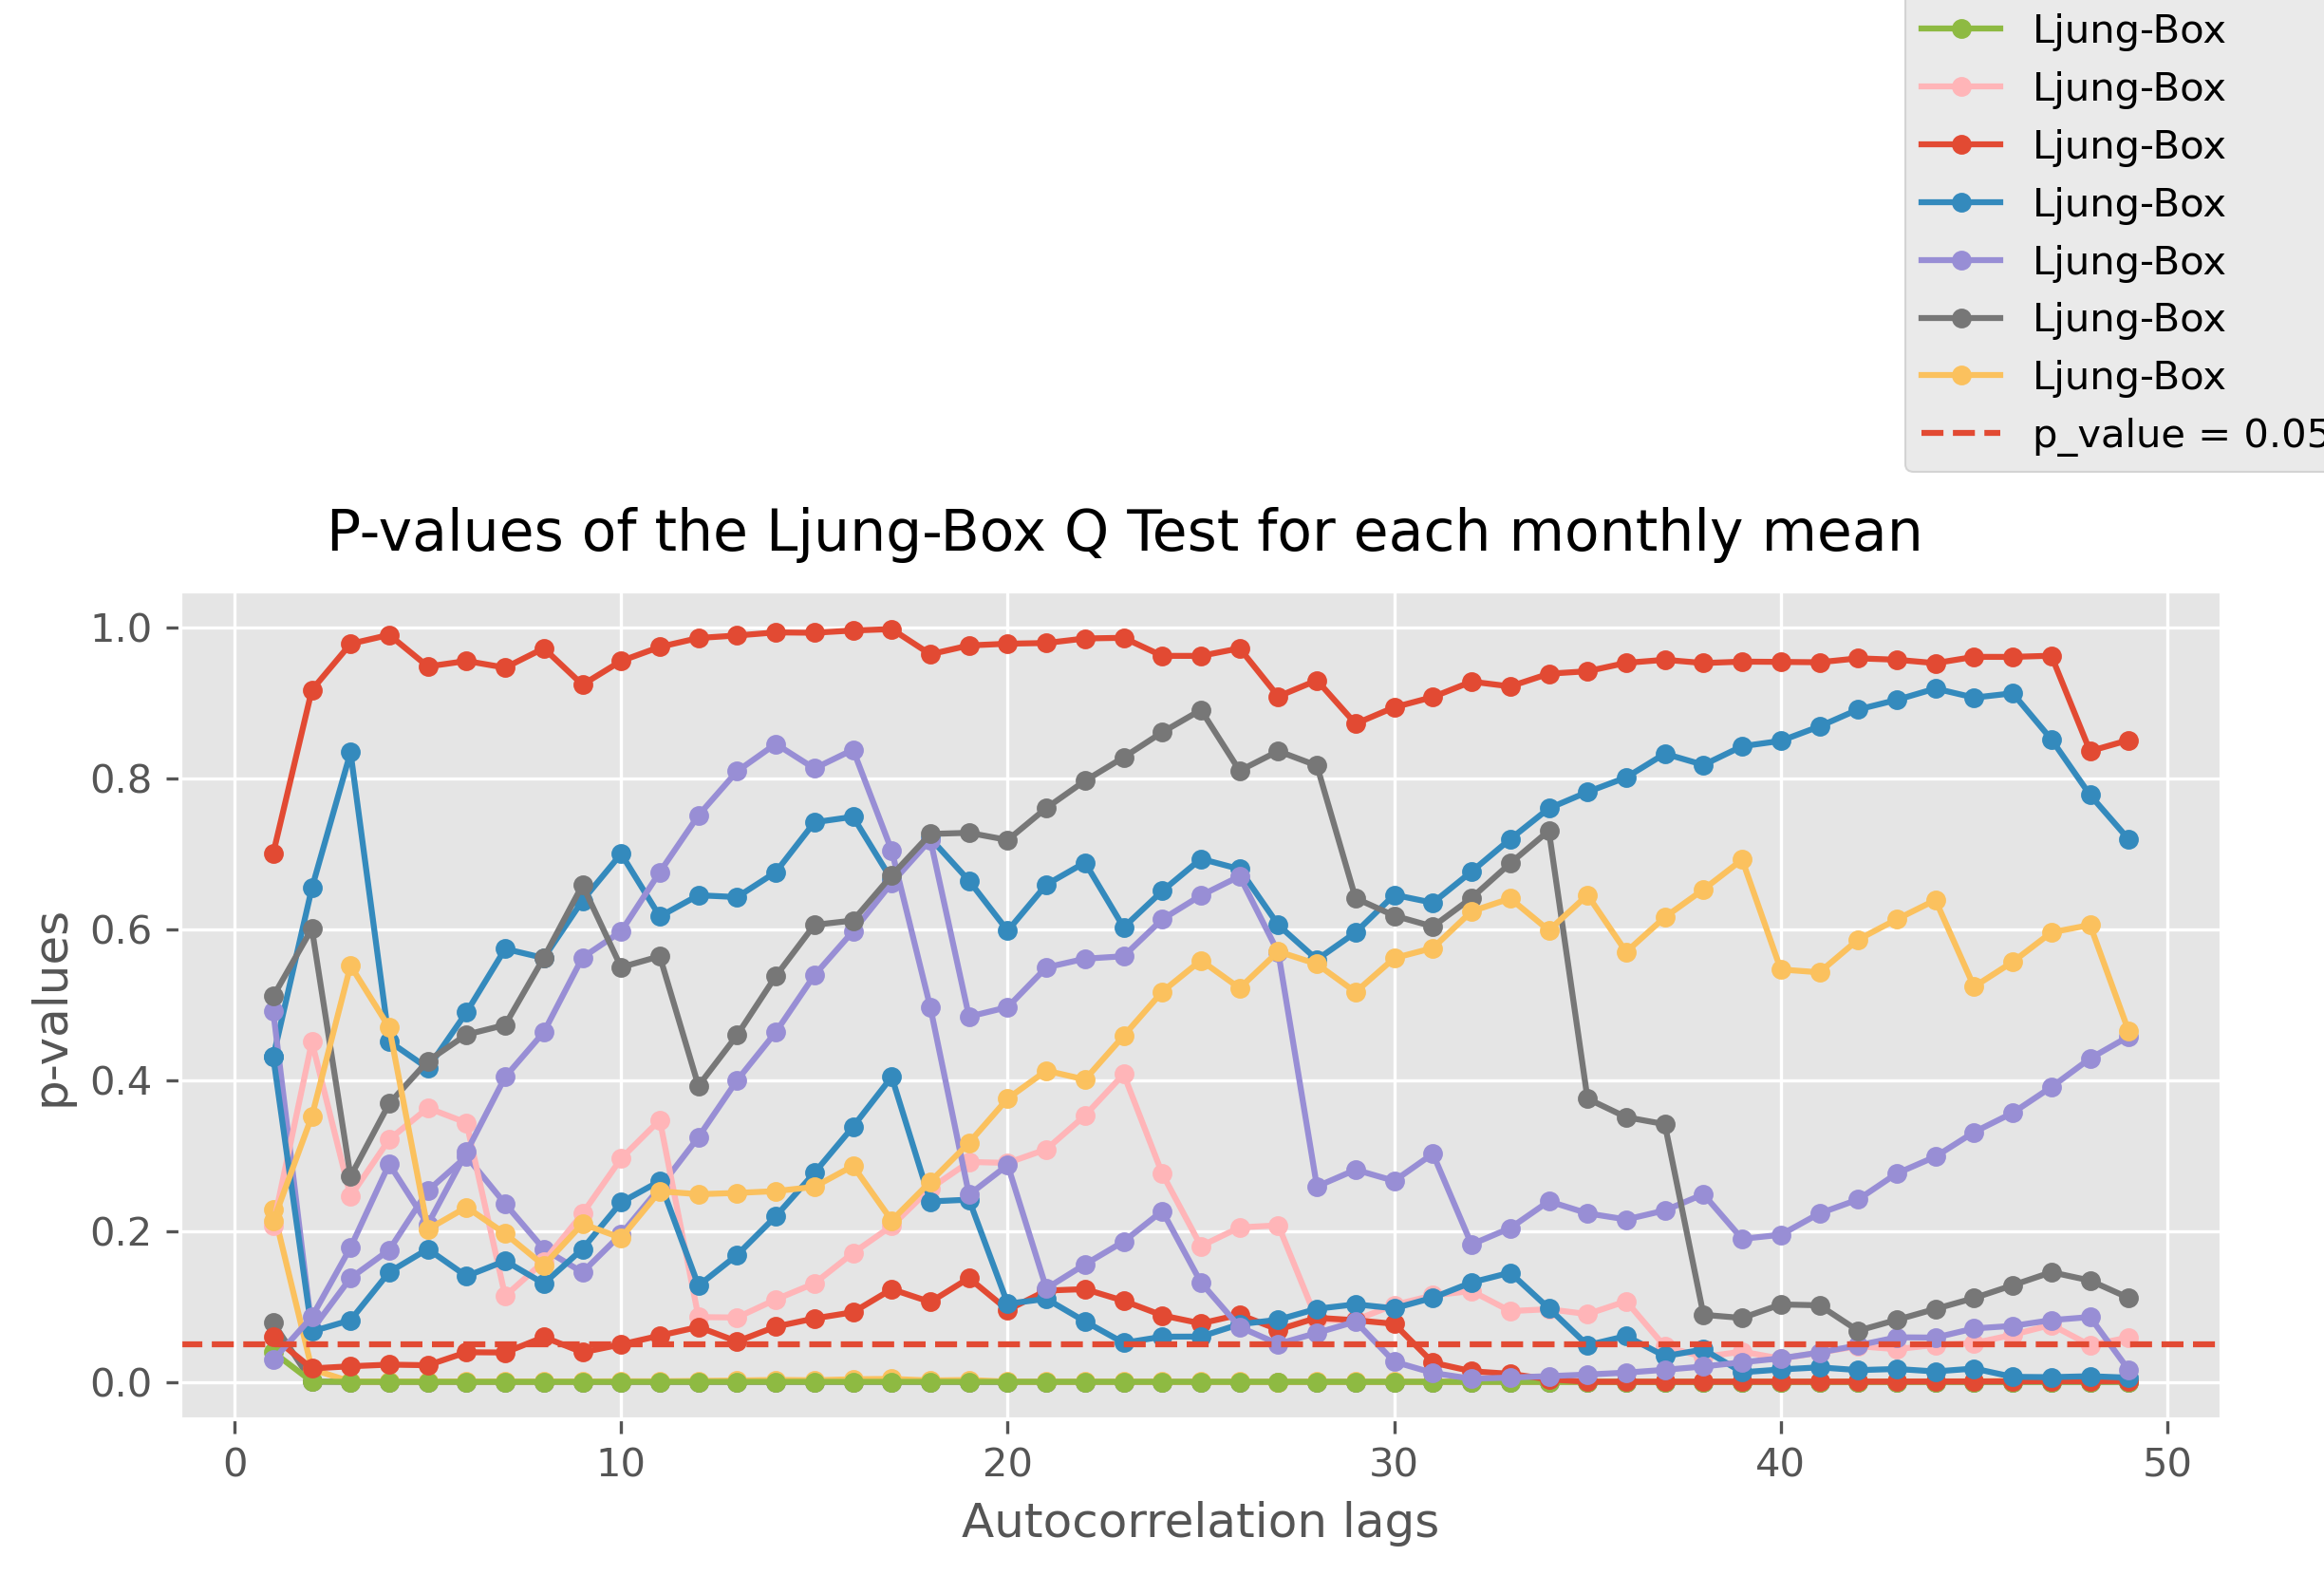 Ljung-Box
Ljung-Box
Ljung-Box
Ljung-Box
Ljung-Box
Ljung-Box
Ljung-Box
p_value = 0.05
P-values of the Ljung-Box Q Test for each monthly mean
1.0
0.8
0.6
0.4
0.2
0.0
p-values
0 10 20 30 40 50
Autocorrelation lags